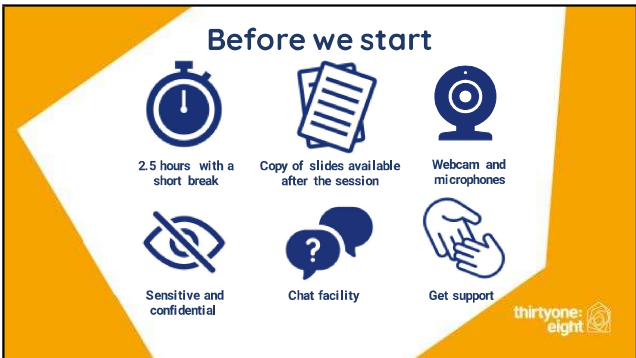 Before we start
2.5 hours with a
short break
Copy of slides available
after the session
Webcam and
microphones
?
Sensitive and
confidential
Chat facility
Get support
thirtyone:
eight